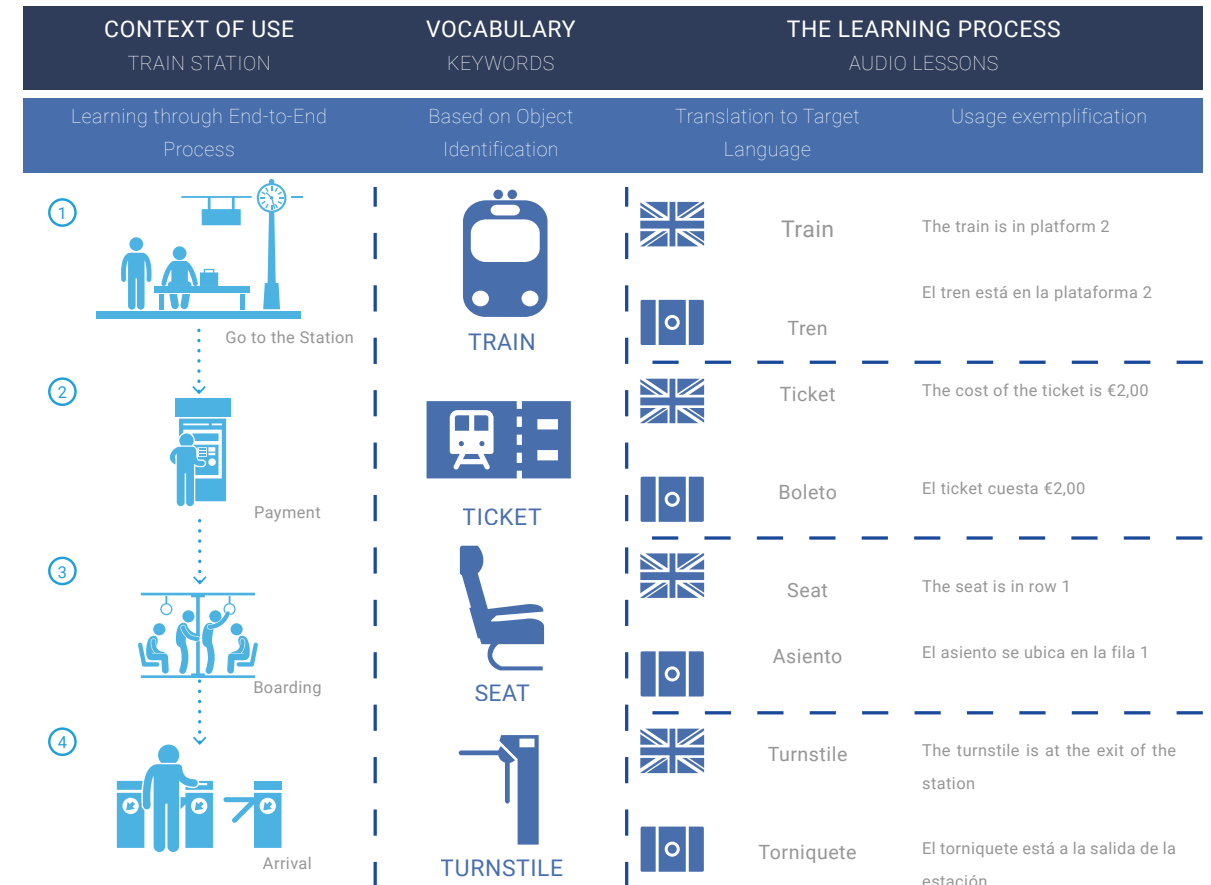 CONTEXT OF USE
TRAIN STATION
VOCABULARY
KEYWORDS
THE LEARNING PROCESS
AUDIO LESSONS
Learning through End-to-End
Process
Based on Object
Identification
Translation to Target
Language
Usage exemplification
1
Go to the Station
TRAIN
Train
The train is in platform 2
Tren
El tren está en la plataforma 2
2
Payment
TICKET
Ticket
The cost of the ticket is €2,00
Boleto
El ticket cuesta €2,00
3
Boarding
SEAT
Seat
The seat is in row 1
Asiento
El asiento se ubica en la fila 1
4
Arrival
TURNSTILE
Turnstile
The turnstile is at the exit of the
station
Torniquete
El torniquete está a la salida de la
estación